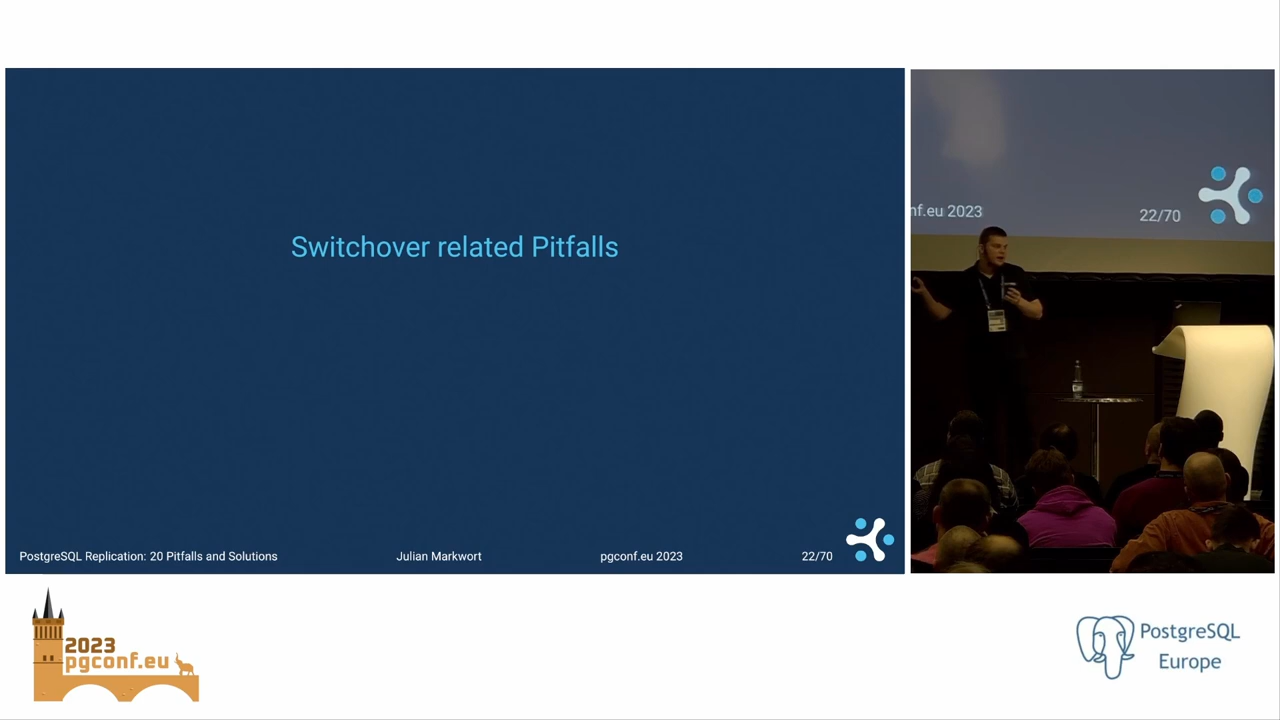 Switchover related Pitfalls
PostgreSQL Replication: 20 Pitfalls and Solutions
Julian Markwort
pgconf.eu 2023
22/70
nf.eu 2023
22/70
2023
pgconf.eu
PostgreSQL
Europe